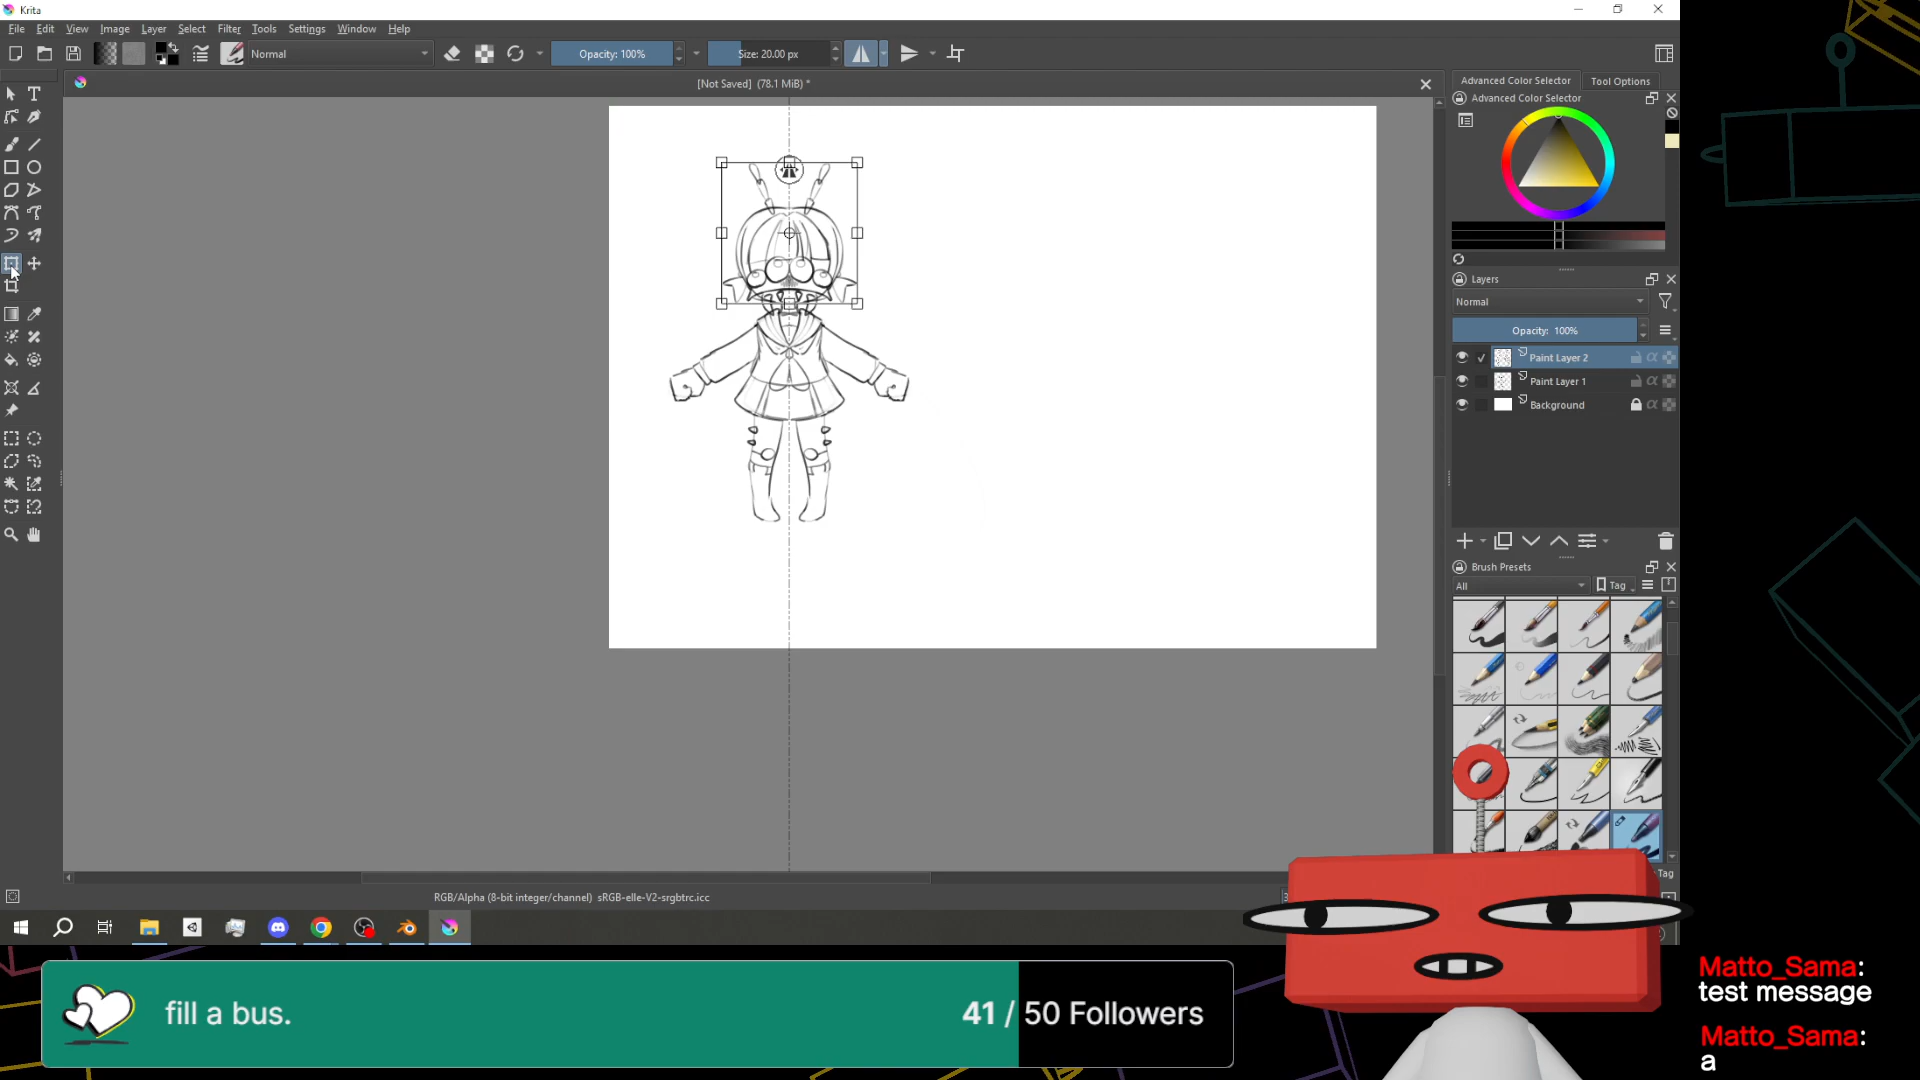 Krita
File Edit View Image Layer Filter Select Tools Settings Window Help
Normal
Opacity: 100%
Size: 20.00 px
[Not Saved] (78.1 MiB) *
Advanced Color Selector
Tool Options
Advanced Color Selector
Layers
Normal
Opacity: 100%
Paint Layer 2
Paint Layer 1
Background
Brush Presets
All
Tag
Tag
RGB/Alpha (8-bit integer/channel) sRGB-elle-V2-srgbtrc.icc
fill a bus.
41 / 50 Followers
Matto_Sama:
test message
Matto_Sama:
a